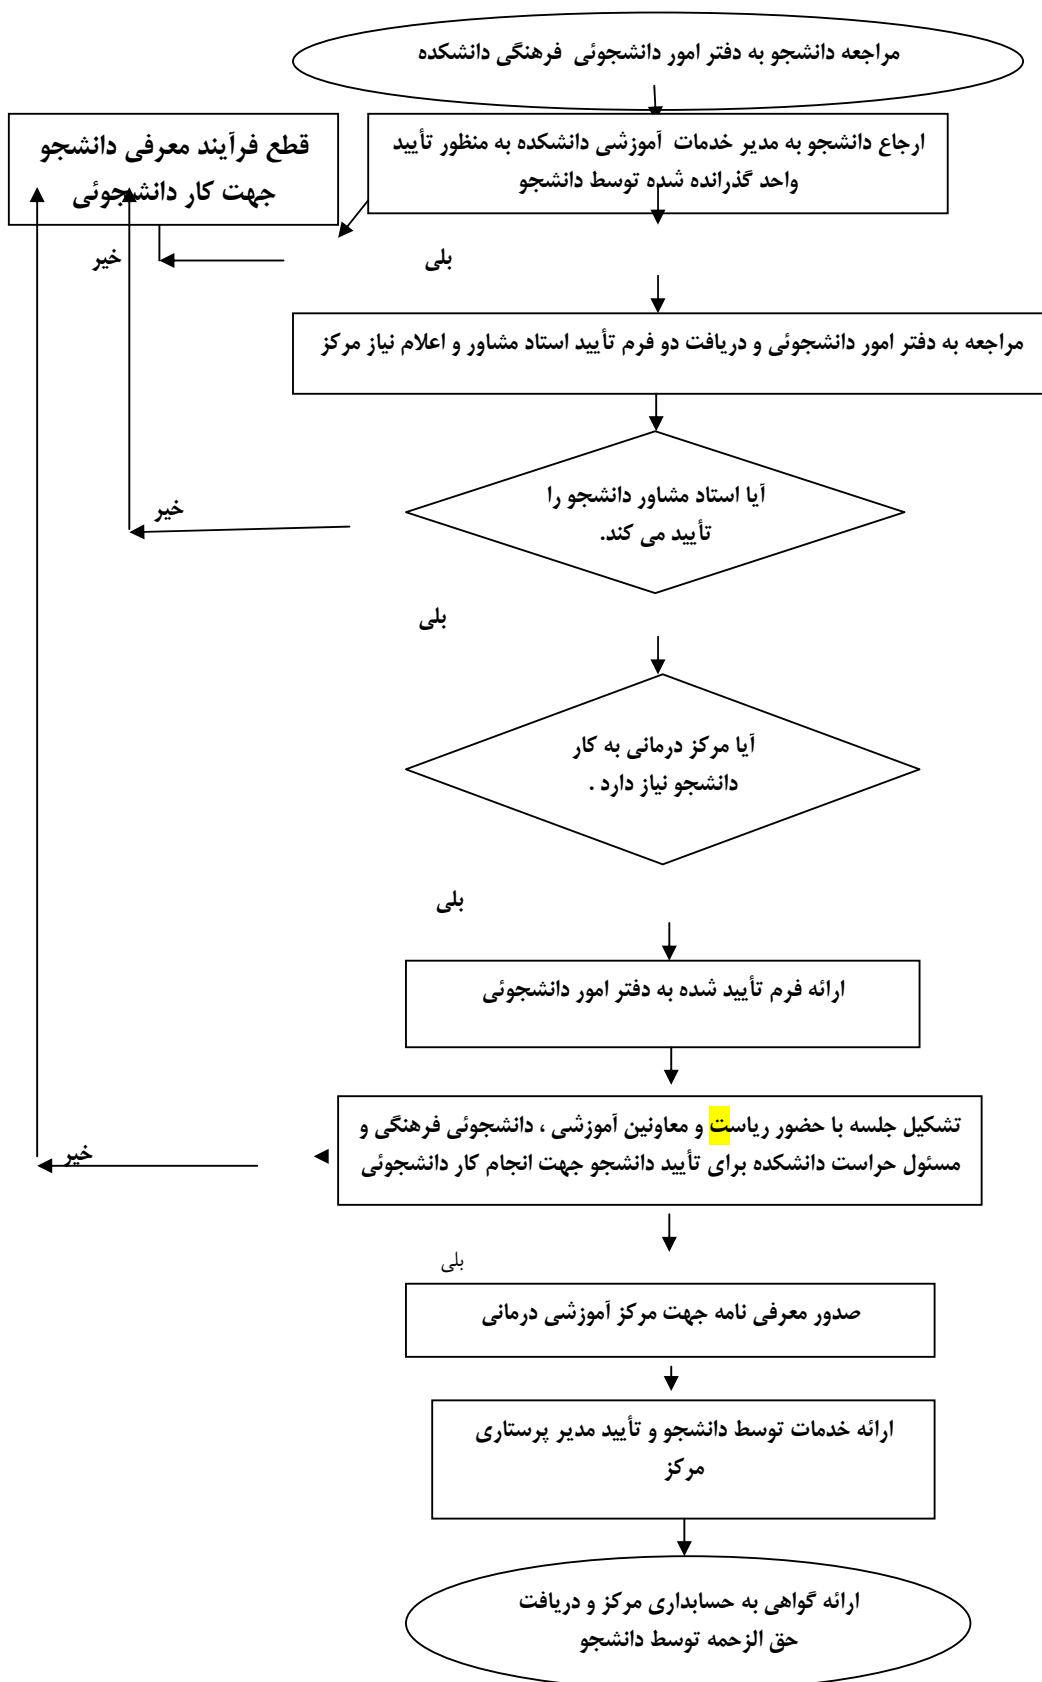 مراجعه دانشجو به دفتر امور دانشجوئی فرهنگی دانشکده
ارجاع دانشجو به مدیر خدمات آموزشی دانشکده به منظور تأیید
واحد گذرانده شده توسط دانشجو
قطع فرآیند معرفی دانشجو
جهت کار دانشجوئی
بلی
خیر
مراجعه به دفتر امور دانشجوئی و دریافت دو فرم تأیید استاد مشاور و اعلام نیاز مرکز
آیا استاد مشاور دانشجو را
تأیید می کند.
خیر
بلی
آیا مرکز درمانی به کار
دانشجو نیاز دارد .
بلی
ارائه فرم تأیید شده به دفتر امور دانشجوئی
تشکیل جلسه با حضور ریاست و معاونین آموزشی ، دانشجوئی فرهنگی و
مسئول حراست دانشکده برای تأیید دانشجو جهت انجام کار دانشجوئی
خیر
بلی
صدور معرفی نامه جهت مرکز آموزشی درمانی
ارائه خدمات توسط دانشجو و تأیید مدیر پرستاری
مرکز
ارائه گواهی به حسابداری مرکز و دریافت
حق الزحمه توسط دانشجو